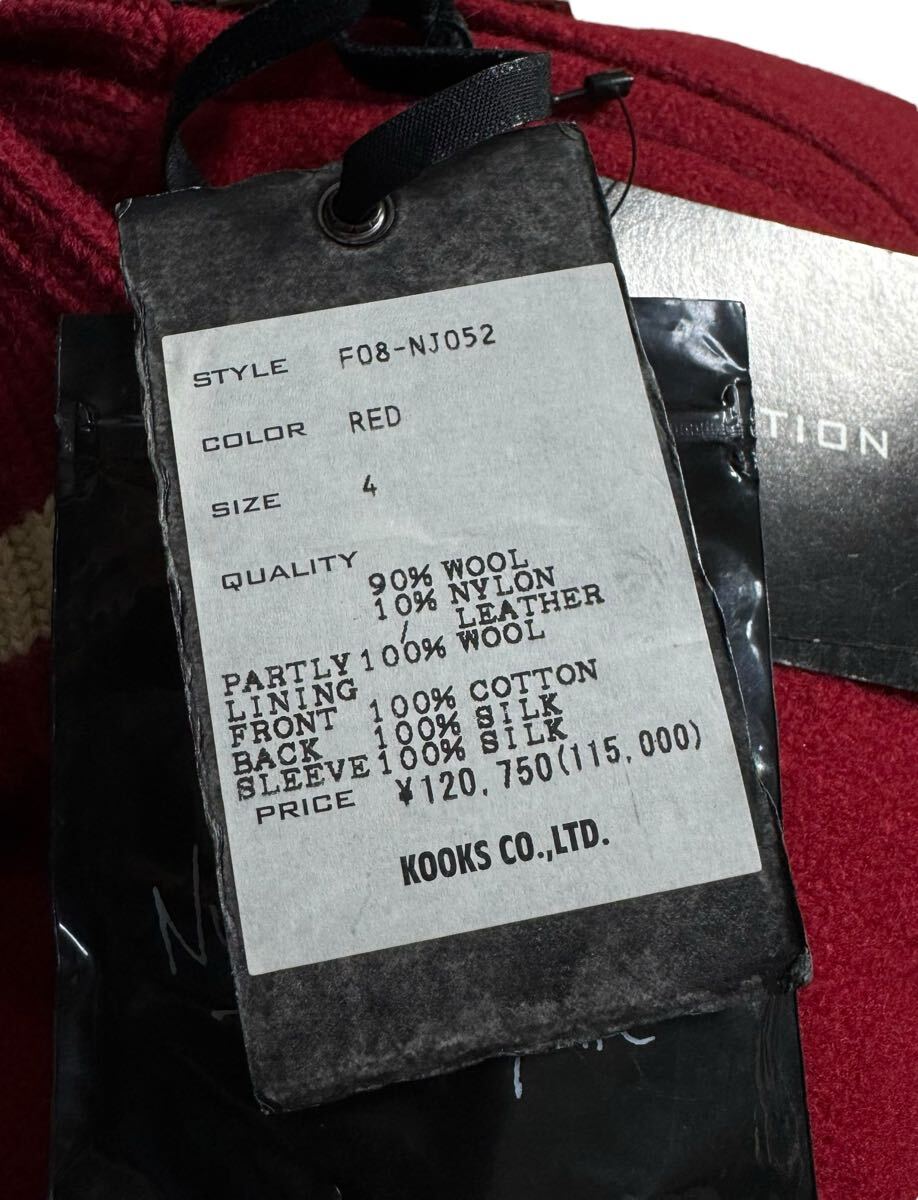 STYLE F08-NJ052
COLOR RED
SIZE 4
QUALITY
90% WOOL
10% NYLON
/ LEATHER
PARTLY 100% WOOL
LINING
FRONT 100% COTTON
BACK 100% SILK
SLEEVE 100% SILK
PRICE ¥120,750(115,000)
KOOKS CO.,LTD.
TION